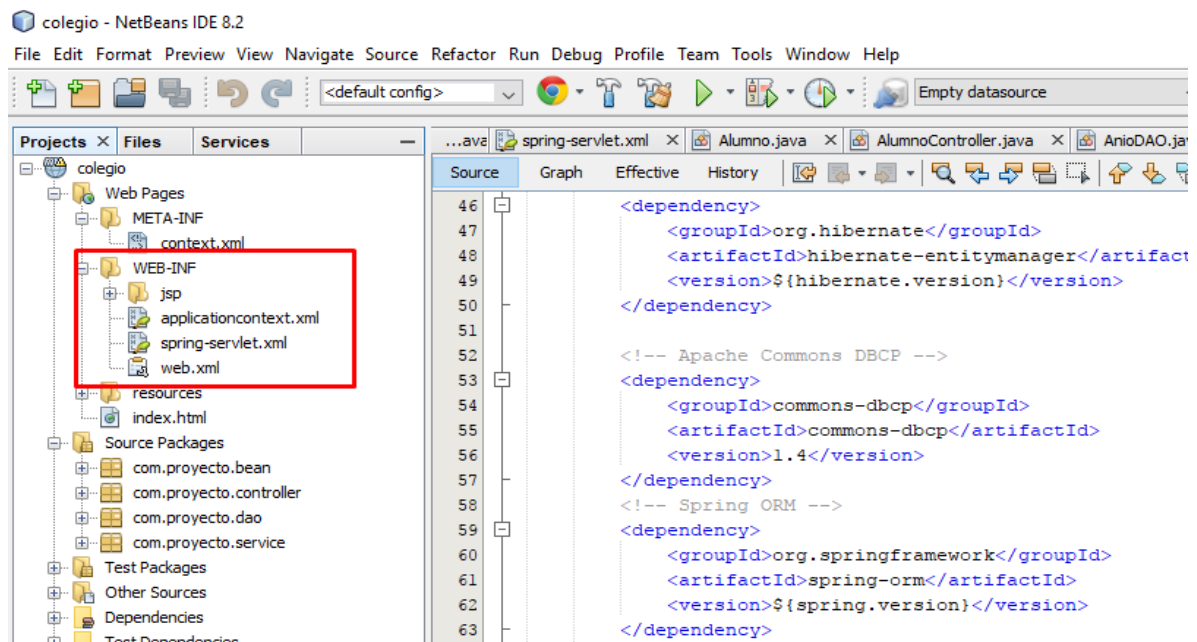 colegio - NetBeans IDE 8.2
File Edit Format Preview View Navigate Source Refactor Run Debug Profile Team Tools Window Help
<default config>
Empty datasource
Projects Files Services
...ava spring-servlet.xml Alumno.java AlumnoController.java AnioDAO.ja
Source Graph Effective History
colegio
Web Pages
META-INF
context.xml
WEB-INF
jsp
applicationcontext.xml
spring-servlet.xml
web.xml
resources
index.html
Source Packages
com.proyecto.bean
com.proyecto.controller
com.proyecto.dao
com.proyecto.service
Test Packages
Other Sources
Dependencies
Test Dependencies
46 <dependency>
47 <groupId>org.hibernate</groupId>
48 <artifactId>hibernate-entitymanager</artifact
49 <version>${hibernate.version}</version>
50 </dependency>
51
52 <!-- Apache Commons DBCP -->
53 <dependency>
54 <groupId>commons-dbcp</groupId>
55 <artifactId>commons-dbcp</artifactId>
56 <version>1.4</version>
57 </dependency>
58 <!-- Spring ORM -->
59 <dependency>
60 <groupId>org.springframework</groupId>
61 <artifactId>spring-orm</artifactId>
62 <version>${spring.version}</version>
63 </dependency>